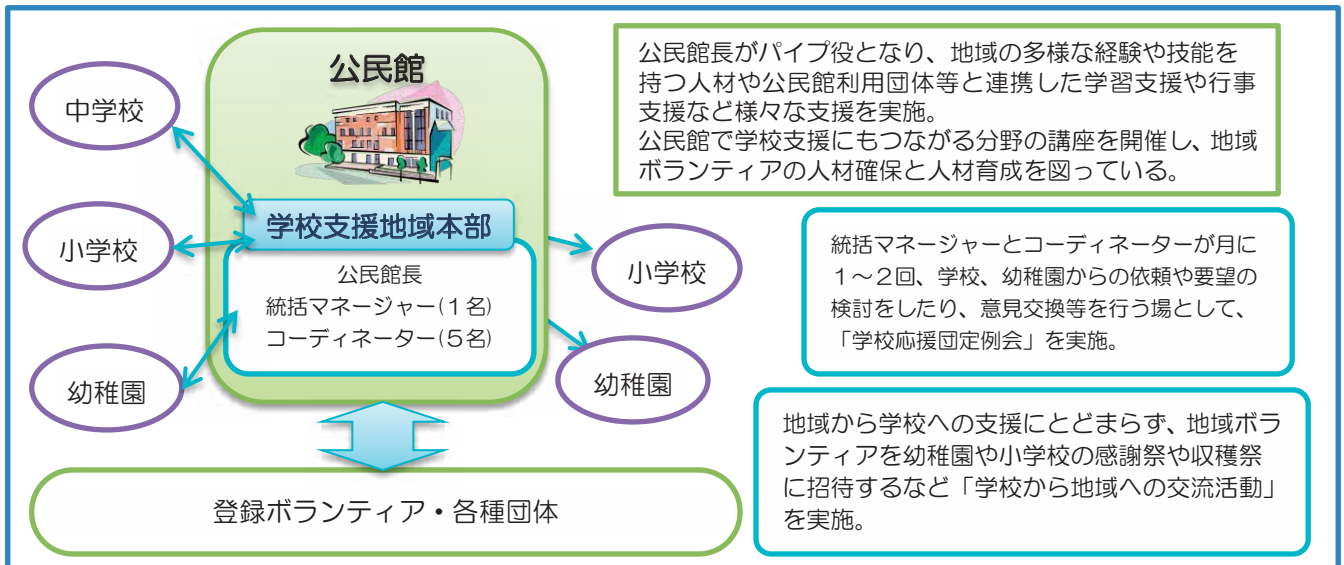 公民館
中学校
小学校
幼稚園
学校支援地域本部
公民館長
統括マネージャー(１名)
コーディネーター(５名)
小学校
幼稚園
登録ボランティア・各種団体
公民館長がパイプ役となり、地域の多様な経験や技能を
持つ人材や公民館利用団体等と連携した学習支援や行事
支援など様々な支援を実施。
公民館で学校支援にもつながる分野の講座を開催し、地域
ボランティアの人材確保と人材育成を図っている。
統括マネージャーとコーディネーターが月に
１～２回、学校、幼稚園からの依頼や要望の
検討をしたり、意見交換等を行う場として、
「学校応援団定例会」を実施。
地域から学校への支援にとどまらず、地域ボラ
ンティアを幼稚園や小学校の感謝祭や収穫祭
に招待するなど「学校から地域への交流活動」
を実施。